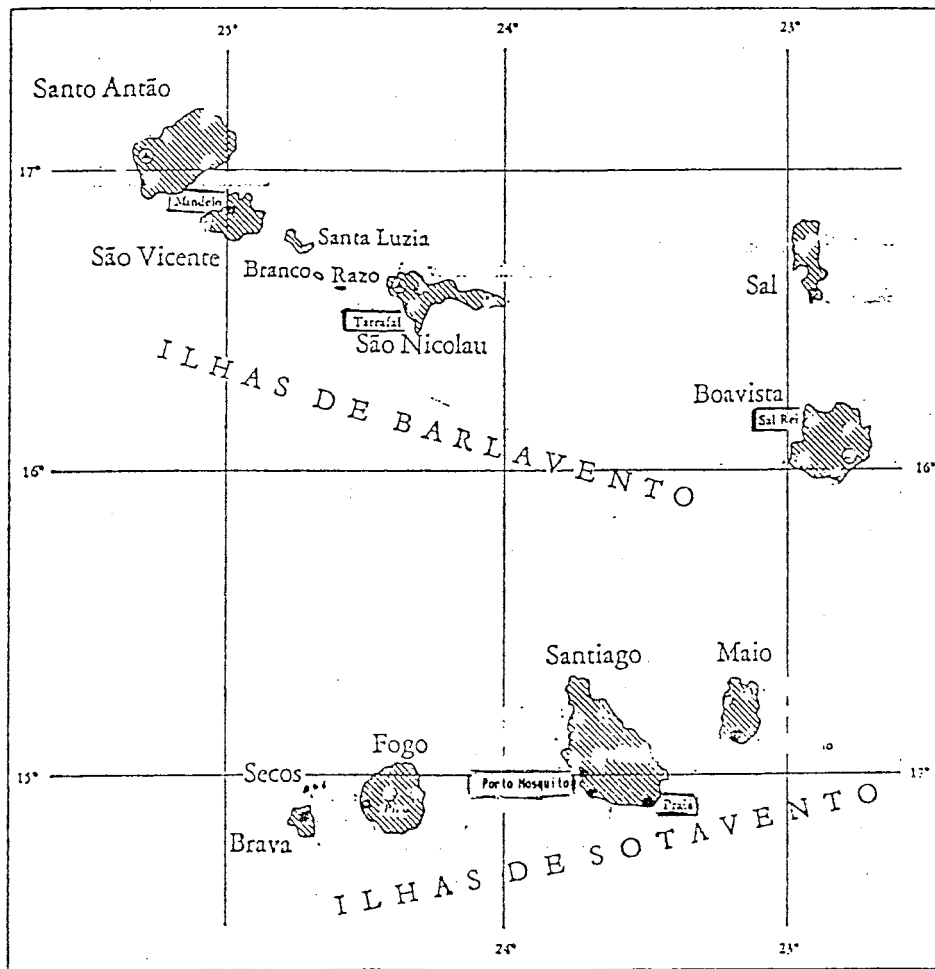 25°
24°
23°
Santo Antão
17°
Mindelo
São Vicente
Santa Luzia
Branco
Razo
Sal
Tarrafal
São Nicolau
Boavista
Sal Rei
ILHAS DE BARLAVENTO
16°
16°
Santiago
Maio
Fogo
15°
Secos
Porto Mosquito
15°
Praia
Brava
ILHAS DE SOTAVENTO
24°
23°